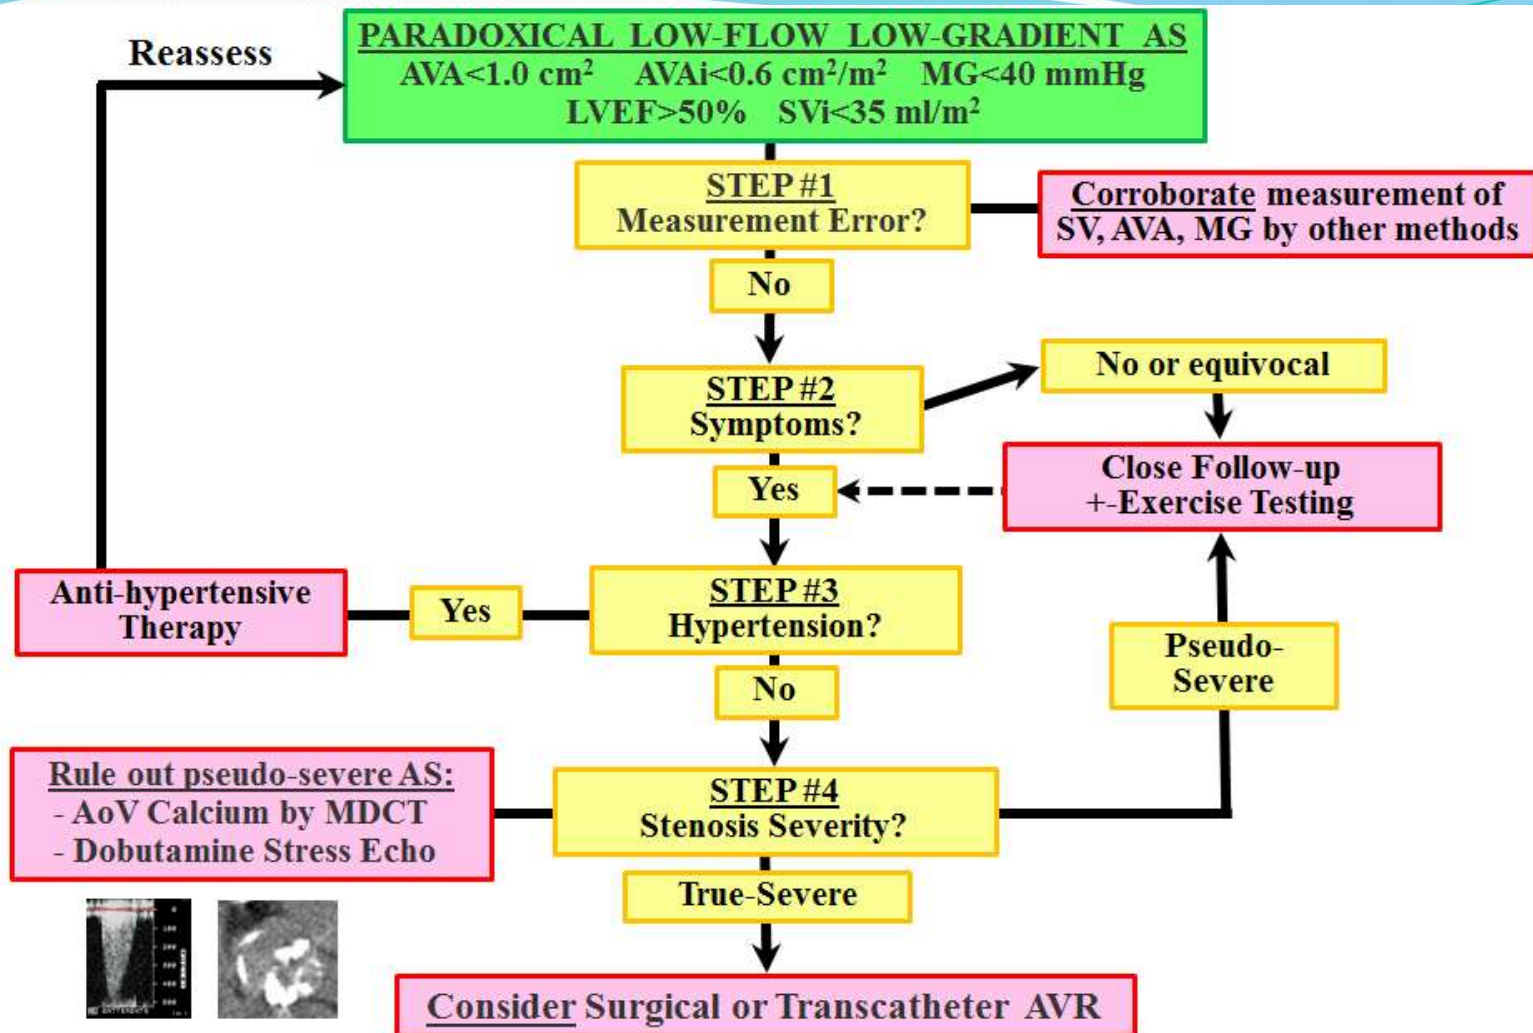 Reassess
PARADOXICAL LOW-FLOW LOW-GRADIENT AS
AVA<1.0 cm² AVAi<0.6 cm²/m² MG<40 mmHg
LVEF>50% SVi<35 ml/m²
STEP #1
Measurement Error?
Corroborate measurement of
SV, AVA, MG by other methods
No
STEP #2
Symptoms?
No or equivocal
Close Follow-up
+-Exercise Testing
Yes
STEP #3
Hypertension?
Yes
Anti-hypertensive
Therapy
No
Pseudo-
Severe
STEP #4
Stenosis Severity?
Rule out pseudo-severe AS:
- AoV Calcium by MDCT
- Dobutamine Stress Echo
True-Severe
Consider Surgical or Transcatheter AVR